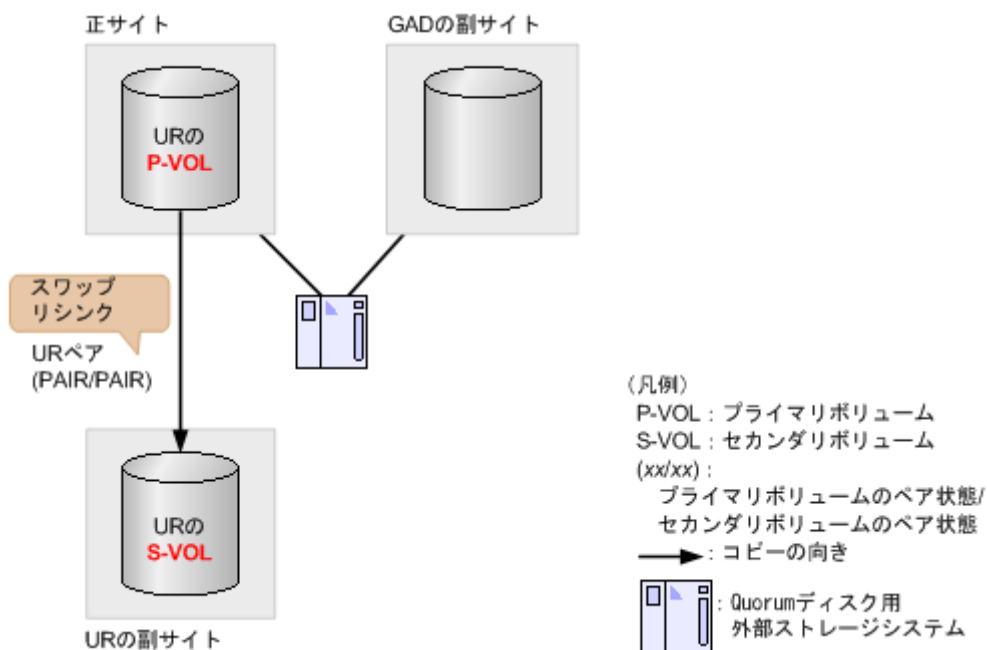 正サイト
GADの副サイト
URの
P-VOL
スワップ
リシンク
URペア
(PAIR/PAIR)
URの
S-VOL
URの副サイト
（凡例）
P-VOL：プライマリボリューム
S-VOL：セカンダリボリューム
(xx/xx)：
プライマリボリュームのペア状態/
セカンダリボリュームのペア状態
：コピーの向き
：Quorumディスク用
外部ストレージシステム